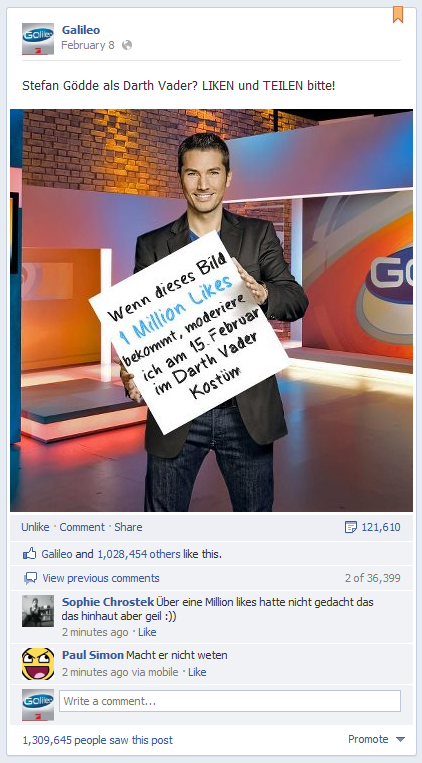 Galileo
Galileo
February 8
Stefan Gödde als Darth Vader? LIKEN und TEILEN bitte!
Wenn dieses Bild
1 Million Likes
bekommt, moderiere
ich am 15. Februar
im Darth Vader
Kostüm
Unlike · Comment · Share
121,610
Galileo and 1,028,454 others like this.
View previous comments
2 of 36,399
Sophie Chrostek Über eine Million likes hatte nicht gedacht das
das hinhaut aber geil :))
2 minutes ago · Like
Paul Simon Macht er nicht weten
2 minutes ago via mobile · Like
Galileo
Write a comment...
1,309,645 people saw this post
Promote